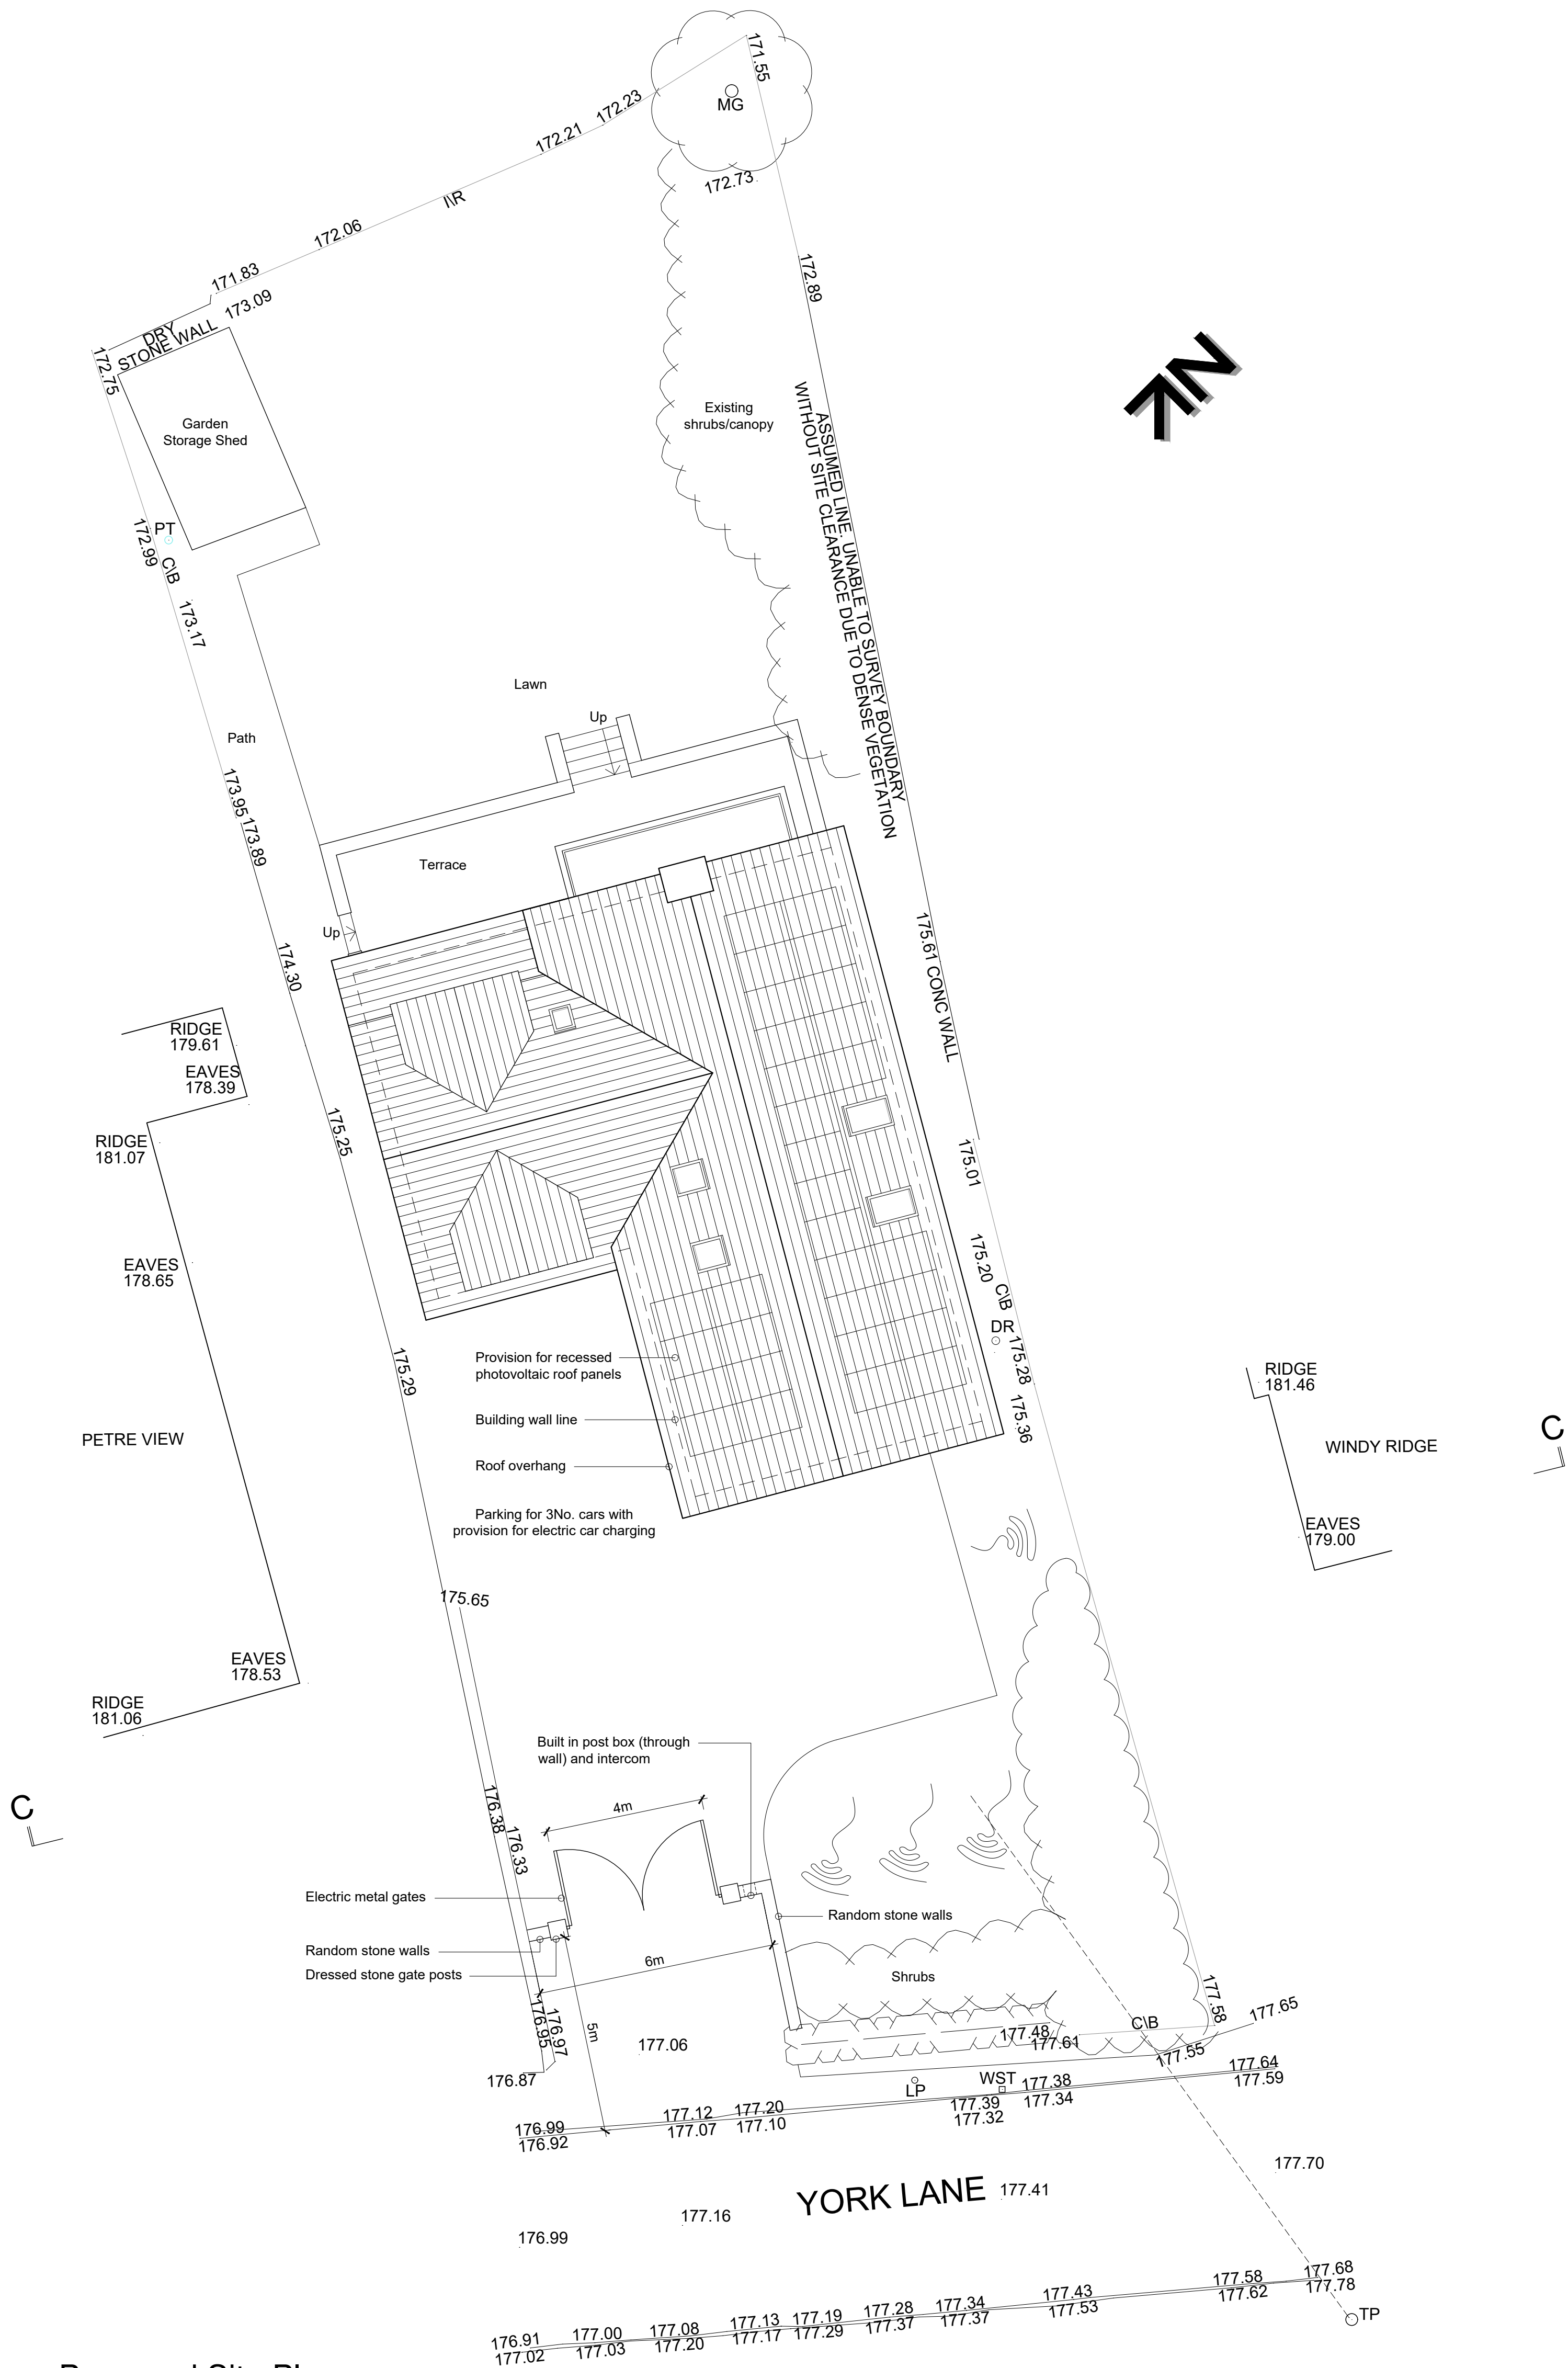 171.55
MG
172.23
172.21
172.73
I\R
172.06
171.83
173.09
172.89
DRY
STONE WALL
172.75
N
Garden
Storage Shed
Existing
shrubs/canopy
ASSUMED LINE. UNABLE TO SURVEY BOUNDARY
WITHOUT SITE CLEARANCE DUE TO DENSE VEGETATION
PT
172.99
C\B
173.17
Lawn
Up
Path
173.95
173.89
Terrace
Up
174.30
175.61 CONC WALL
RIDGE
179.61
EAVES
178.39
175.25
RIDGE
181.07
175.01
EAVES
178.65
175.20
C\B
DR
175.28
175.29
Provision for recessed
photovoltaic roof panels
RIDGE
181.46
175.36
Building wall line
PETRE VIEW
WINDY RIDGE
C
Roof overhang
Parking for 3No. cars with
provision for electric car charging
EAVES
179.00
175.65
EAVES
178.53
RIDGE
181.06
Built in post box (through
wall) and intercom
C
176.38
4m
176.33
Electric metal gates
Random stone walls
Random stone walls
6m
Dressed stone gate posts
Shrubs
177.58
177.65
176.95
176.97
5m
177.06
177.48
177.61
C\B
177.55
176.87
LP
WST
177.38
177.64
177.59
177.39
177.34
177.32
177.12
177.20
177.07
177.10
176.99
176.92
177.70
YORK LANE
177.41
177.16
176.99
177.68
177.78
177.58
177.62
177.43
177.53
177.34
177.37
177.28
177.37
177.19
177.29
177.13
177.17
177.08
177.20
177.00
177.03
176.91
177.02
TP